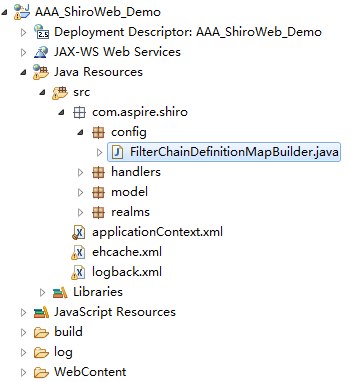 AAA_ShiroWeb_Demo
Deployment Descriptor: AAA_ShiroWeb_Demo
JAX-WS Web Services
Java Resources
src
com.aspire.shiro
config
FilterChainDefinitionMapBuilder.java
handlers
model
realms
applicationContext.xml
ehcache.xml
logback.xml
Libraries
JavaScript Resources
build
log
WebContent